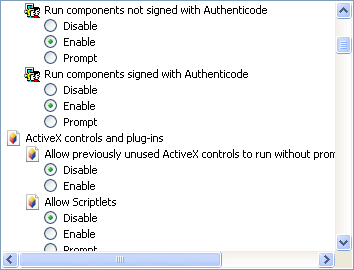 Run components not signed with Authenticode
Disable
Enable
Prompt
Run components signed with Authenticode
Disable
Enable
Prompt
ActiveX controls and plug-ins
Allow previously unused ActiveX controls to run without prom
Disable
Enable
Allow Scriptlets
Disable
Enable
Prompt